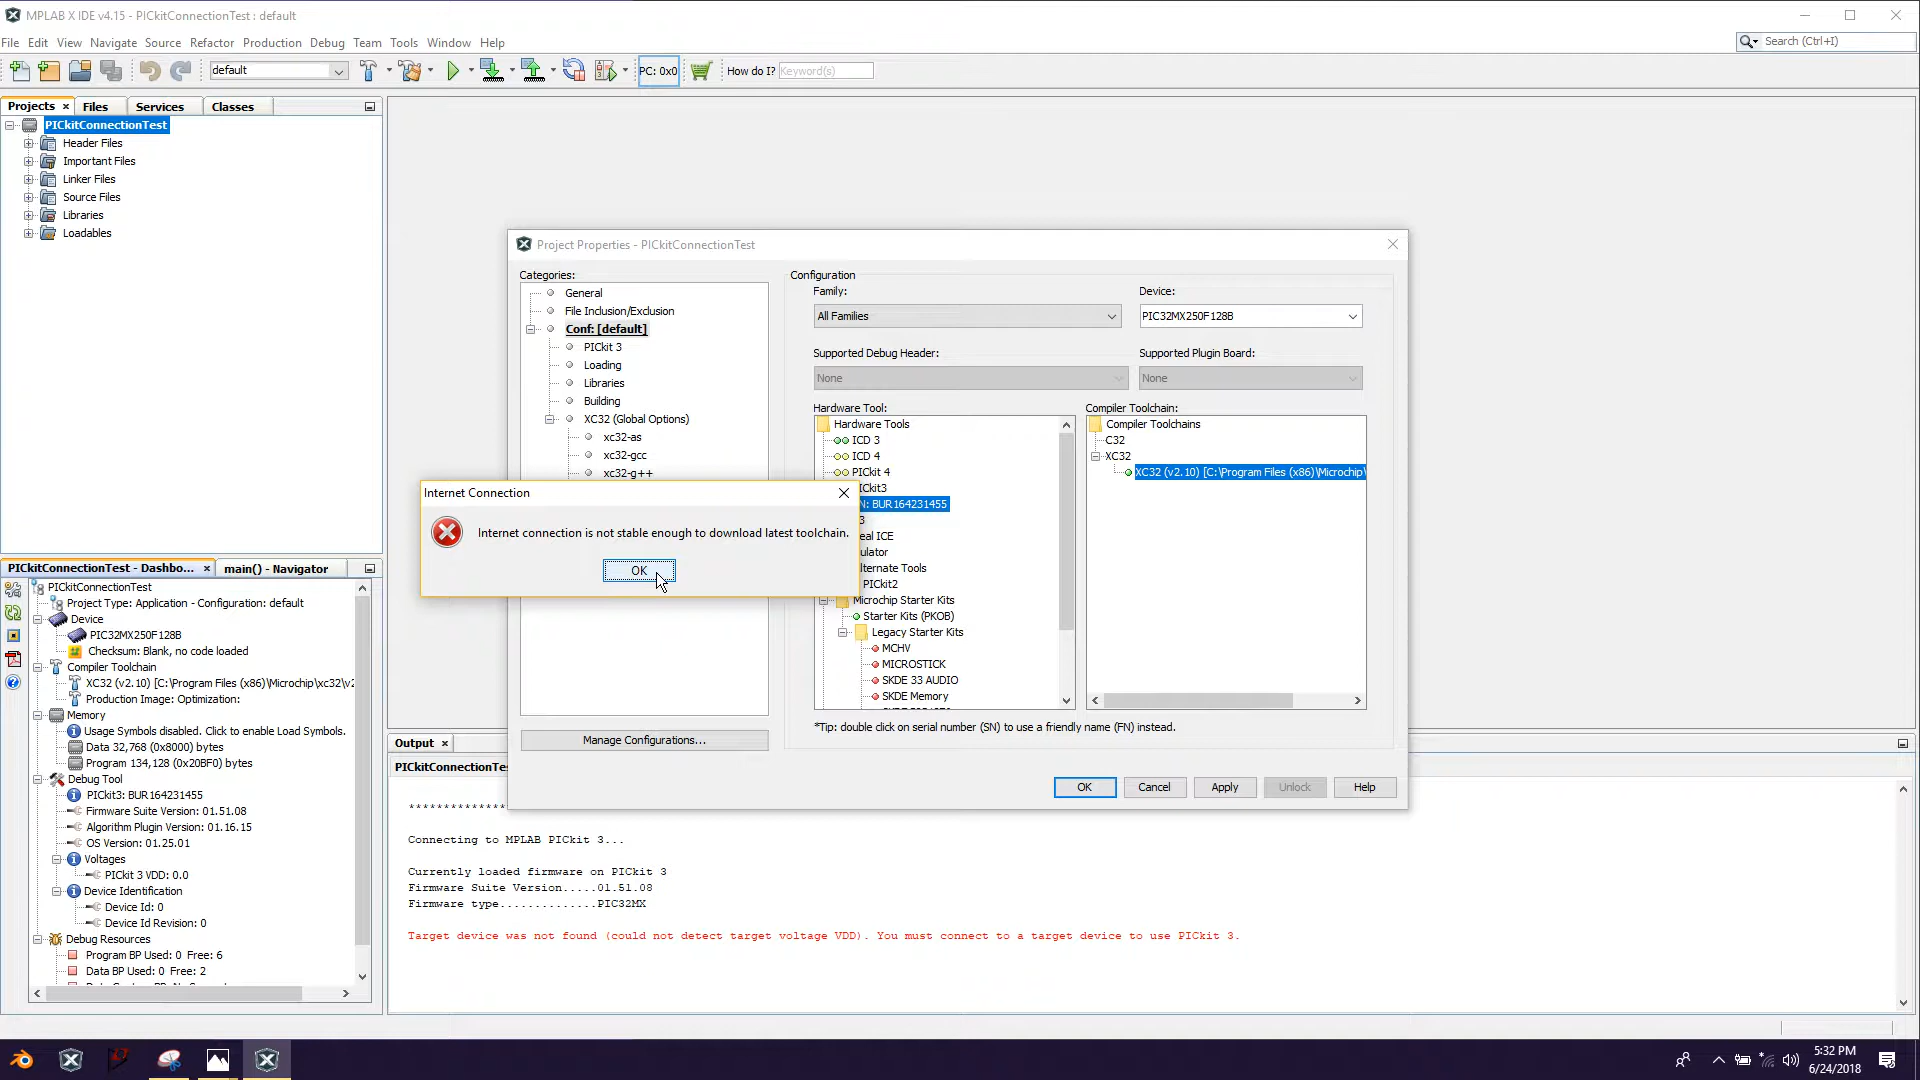 MPLAB X IDE v4.15 - PICkitConnectionTest : default
File Edit View Navigate Source Refactor Production Debug Team Tools Window Help
Search (Ctrl+I)
default
PC: 0x0
How do I? Keyword(s)
Projects × Files Services Classes
PICkitConnectionTest
Header Files
Important Files
Linker Files
Source Files
Libraries
Loadables
Project Properties - PICkitConnectionTest
Categories:
General
File Inclusion/Exclusion
Conf: [default]
PICkit 3
Loading
Libraries
Building
XC32 (Global Options)
xc32-as
xc32-gcc
xc32-g++
Manage Configurations...
Configuration
Family:
All Families
Device:
PIC32MX250F128B
Supported Debug Header:
None
Supported Plugin Board:
None
Hardware Tool:
Hardware Tools
ICD 3
ICD 4
PICkit 4
ICkit3
N: BUR164231455
3
eal ICE
ulator
lternate Tools
PICkit2
Microchip Starter Kits
Starter Kits (PKOB)
Legacy Starter Kits
MCHV
MICROSTICK
SKDE 33 AUDIO
SKDE Memory
Compiler Toolchain:
Compiler Toolchains
C32
XC32
XC32 (v2.10) [C:\Program Files (x86)\Microchip\
*Tip: double click on serial number (SN) to use a friendly name (FN) instead.
OK Cancel Apply Unlock Help
Internet Connection
Internet connection is not stable enough to download latest toolchain.
OK
PICkitConnectionTest - Dashbo... × main() - Navigator
PICkitConnectionTest
Project Type: Application - Configuration: default
Device
PIC32MX250F128B
Checksum: Blank, no code loaded
Compiler Toolchain
XC32 (v2.10) [C:\Program Files (x86)\Microchip\xc32\v2
Production Image: Optimization:
Memory
Usage Symbols disabled. Click to enable Load Symbols.
Data 32,768 (0x8000) bytes
Program 134,128 (0x20BF0) bytes
Debug Tool
PICkit3: BUR164231455
Firmware Suite Version: 01.51.08
Algorithm Plugin Version: 01.16.15
OS Version: 01.25.01
Voltages
PICkit 3 VDD: 0.0
Device Identification
Device Id: 0
Device Id Revision: 0
Debug Resources
Program BP Used: 0 Free: 6
Data BP Used: 0 Free: 2
Output ×
PICkitConnectionTes
**************
Connecting to MPLAB PICkit 3...
Currently loaded firmware on PICkit 3
Firmware Suite Version.....01.51.08
Firmware type..............PIC32MX
Target device was not found (could not detect target voltage VDD). You must connect to a target device to use PICkit 3.
5:32 PM
6/24/2018